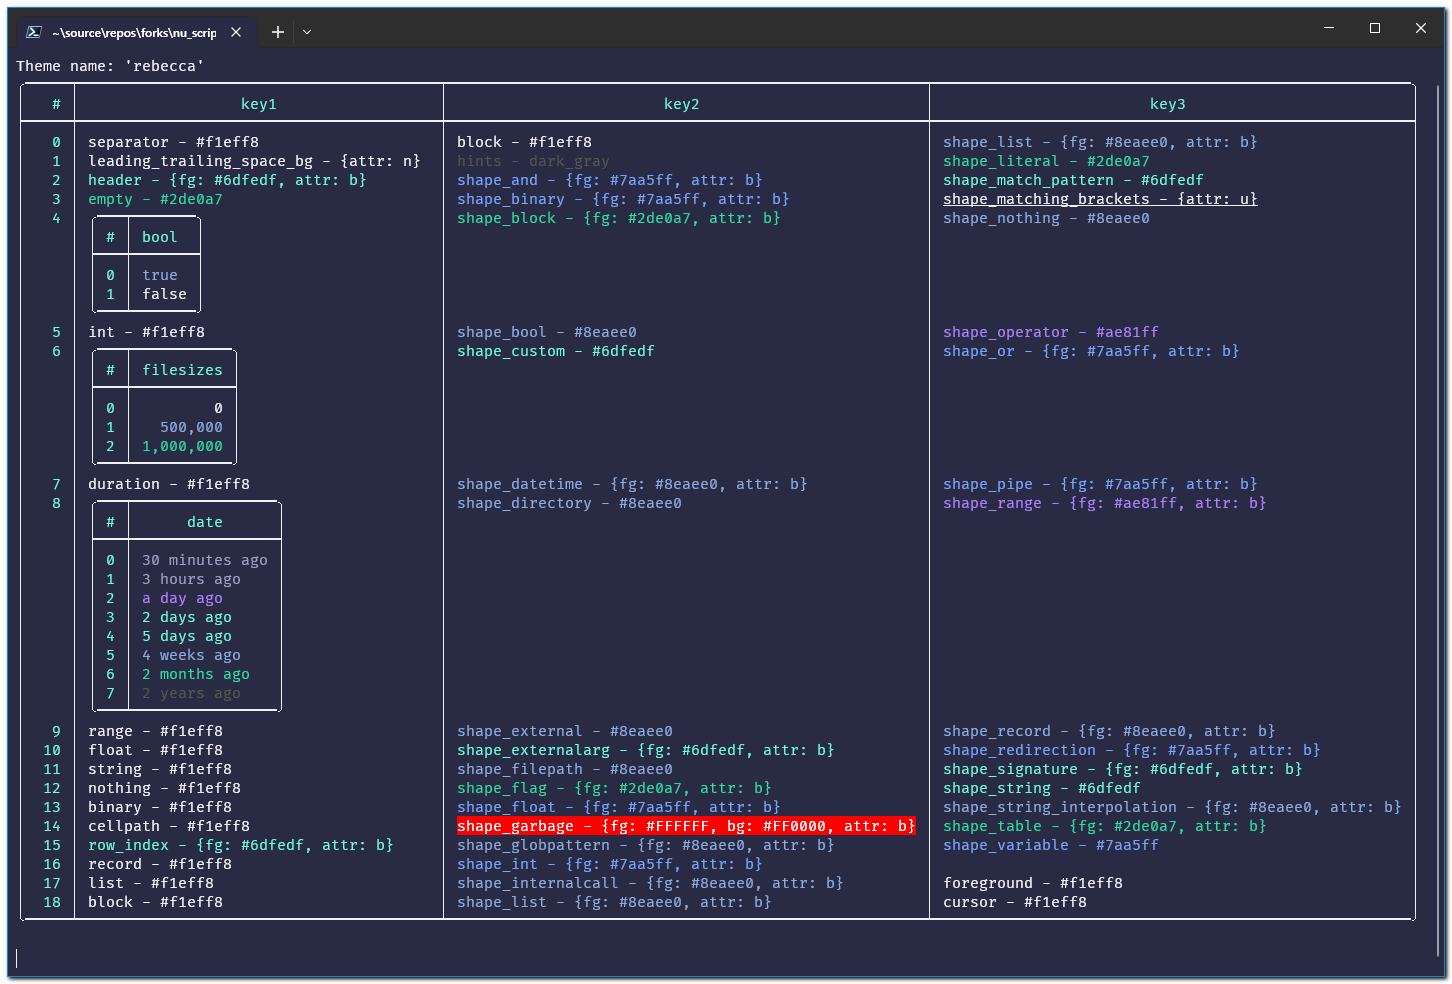 ~\source\repos\forks\nu_scrip
Theme name: 'rebecca'
# key1 key2 key3
0 separator - #f1eff8 block - #f1eff8 shape_list - {fg: #8eaee0, attr: b}
1 leading_trailing_space_bg - {attr: n} hints - dark_gray shape_literal - #2de0a7
2 header - {fg: #6dfedf, attr: b} shape_and - {fg: #7aa5ff, attr: b} shape_match_pattern - #6dfedf
3 empty - #2de0a7 shape_binary - {fg: #7aa5ff, attr: b} shape_matching_brackets - {attr: u}
4 shape_block - {fg: #2de0a7, attr: b} shape_nothing - #8eaee0
# bool
0 true
1 false
5 int - #f1eff8 shape_bool - #8eaee0 shape_operator - #ae81ff
6 shape_custom - #6dfedf shape_or - {fg: #7aa5ff, attr: b}
# filesizes
0 0
1 500,000
2 1,000,000
7 duration - #f1eff8 shape_datetime - {fg: #8eaee0, attr: b} shape_pipe - {fg: #7aa5ff, attr: b}
8 shape_directory - #8eaee0 shape_range - {fg: #ae81ff, attr: b}
# date
0 30 minutes ago
1 3 hours ago
2 a day ago
3 2 days ago
4 5 days ago
5 4 weeks ago
6 2 months ago
7 2 years ago
9 range - #f1eff8 shape_external - #8eaee0 shape_record - {fg: #8eaee0, attr: b}
10 float - #f1eff8 shape_externalarg - {fg: #6dfedf, attr: b} shape_redirection - {fg: #7aa5ff, attr: b}
11 string - #f1eff8 shape_filepath - #8eaee0 shape_signature - {fg: #6dfedf, attr: b}
12 nothing - #f1eff8 shape_flag - {fg: #2de0a7, attr: b} shape_string - #6dfedf
13 binary - #f1eff8 shape_float - {fg: #7aa5ff, attr: b} shape_string_interpolation - {fg: #8eaee0, attr: b}
14 cellpath - #f1eff8 shape_garbage - {fg: #FFFFFF, bg: #FF0000, attr: b} shape_table - {fg: #2de0a7, attr: b}
15 row_index - {fg: #6dfedf, attr: b} shape_globpattern - {fg: #8eaee0, attr: b} shape_variable - #7aa5ff
16 record - #f1eff8 shape_int - {fg: #7aa5ff, attr: b}
17 list - #f1eff8 shape_internalcall - {fg: #8eaee0, attr: b} foreground - #f1eff8
18 block - #f1eff8 shape_list - {fg: #8eaee0, attr: b} cursor - #f1eff8